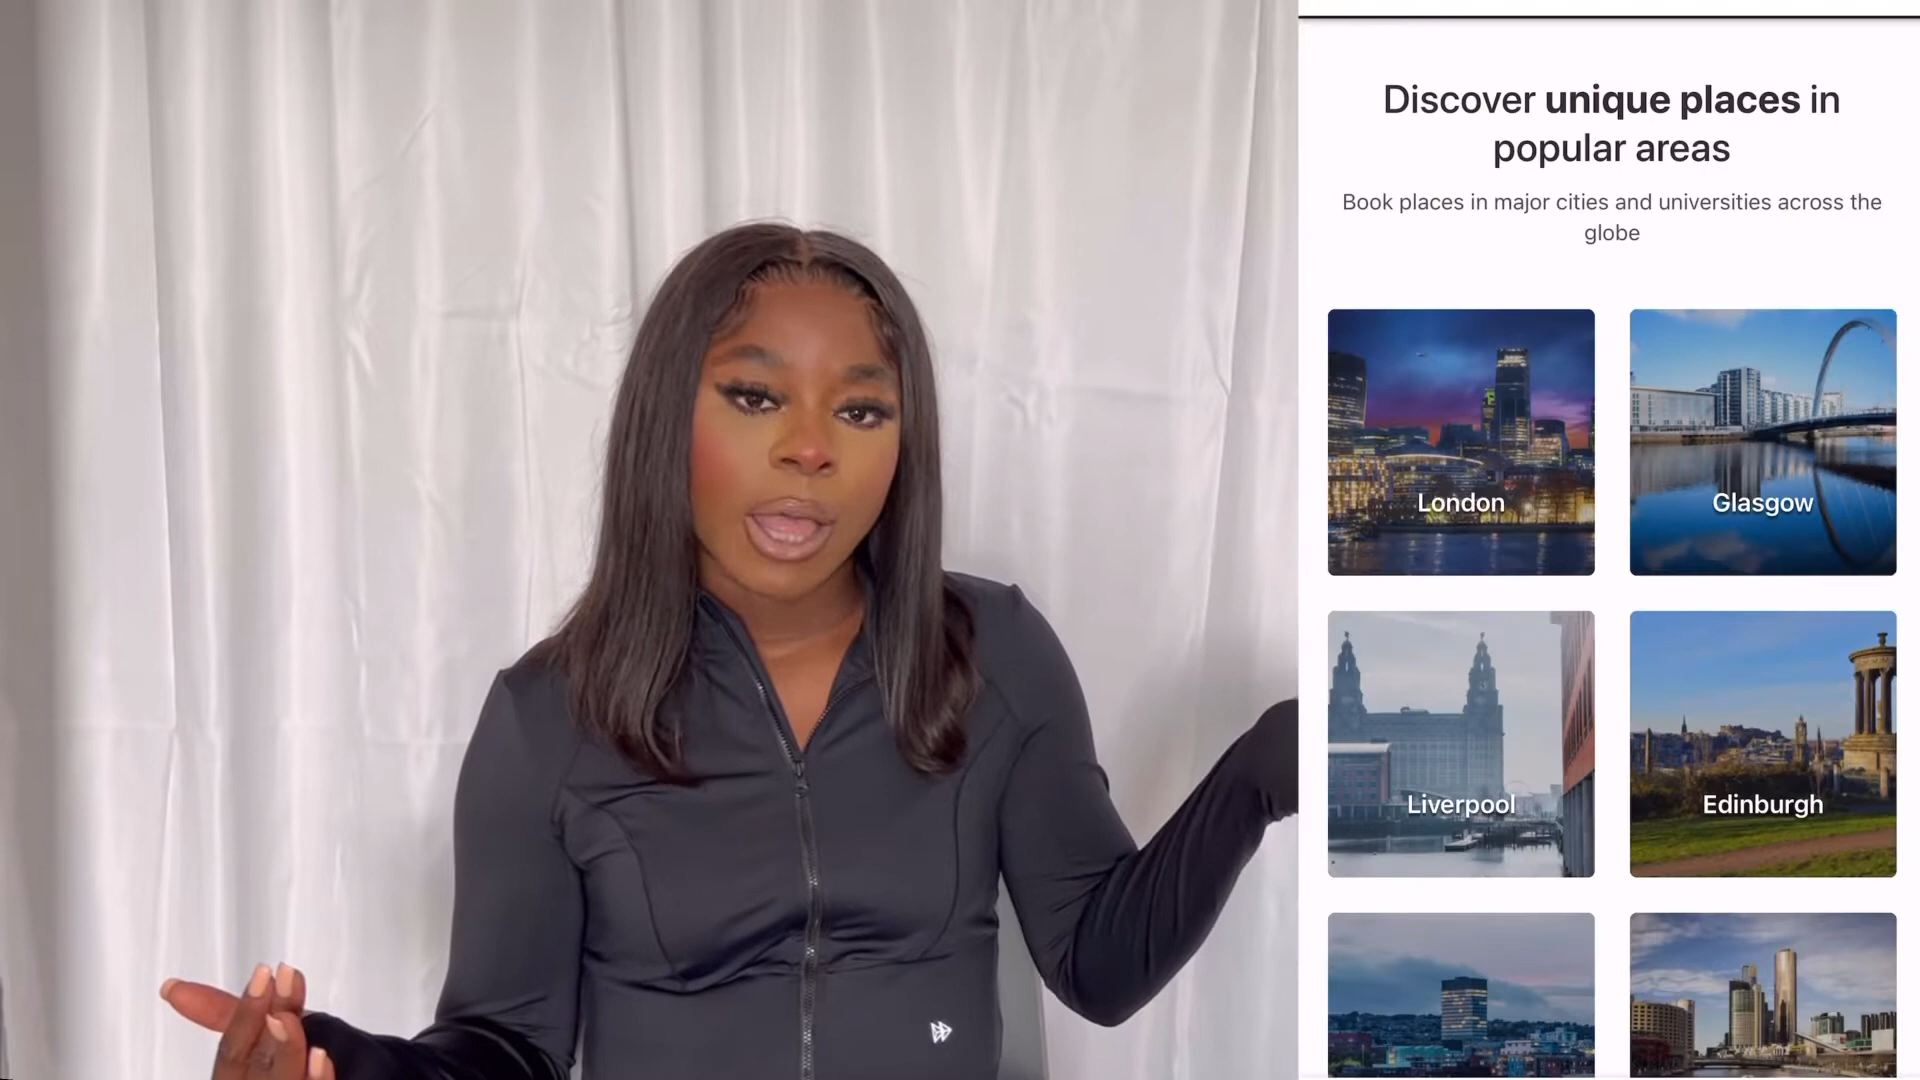 Discover unique places in
popular areas
Book places in major cities and universities across the
globe
London
Glasgow
Liverpool
Edinburgh